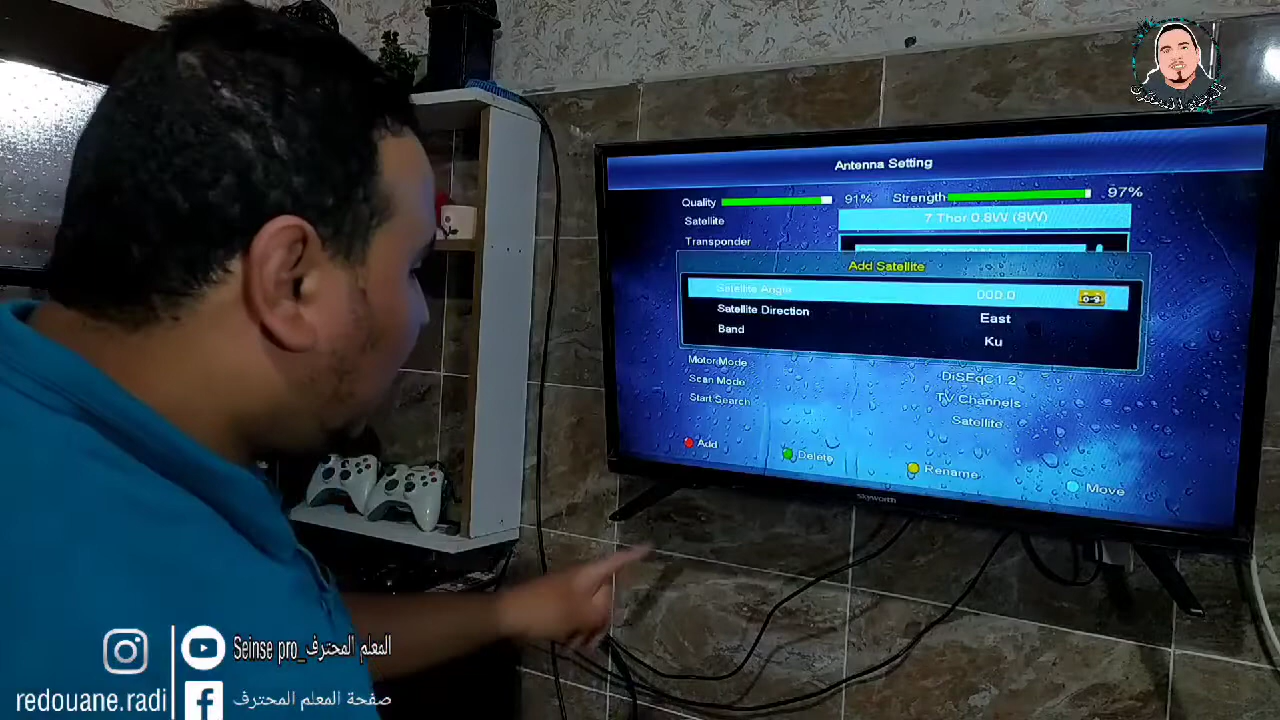 Antenna Setting
Quality 91% Strength 97%
Satellite 7 Thor 0.8W (8W)
Transponder
Add Satellite
Satellite Angle 000.0
Satellite Direction East
Band Ku
Motor Mode DiSEqC1.2
Scan Mode TV Channels
Start Search Satellite
Add Delete Rename Move
Skyworth
Seinse pro_المعلم المحترف
redouane.radi
صفحة المعلم المحترف